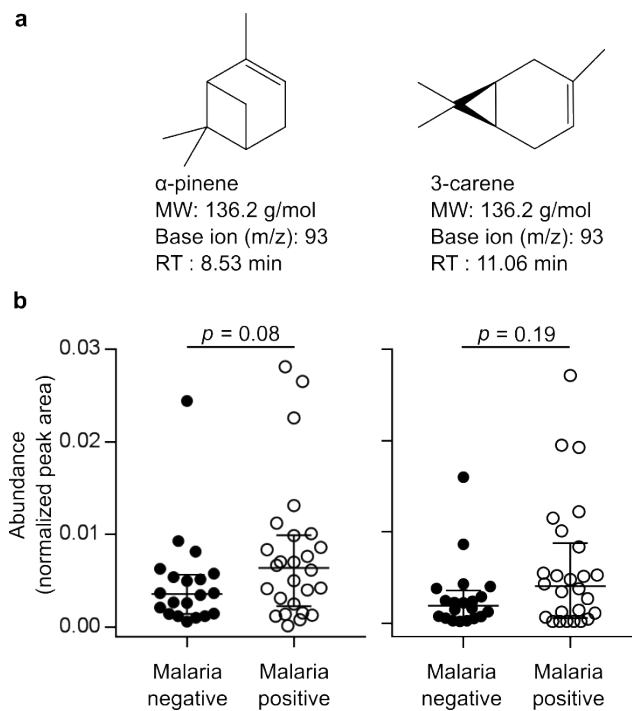 a
α-pinene
MW: 136.2 g/mol
Base ion (m/z): 93
RT : 8.53 min
3-carene
MW: 136.2 g/mol
Base ion (m/z): 93
RT : 11.06 min
b
Abundance
(normalized peak area)
0.03
0.02
0.01
0.00
p = 0.08
Malaria
negative
Malaria
positive
p = 0.19
Malaria
negative
Malaria
positive